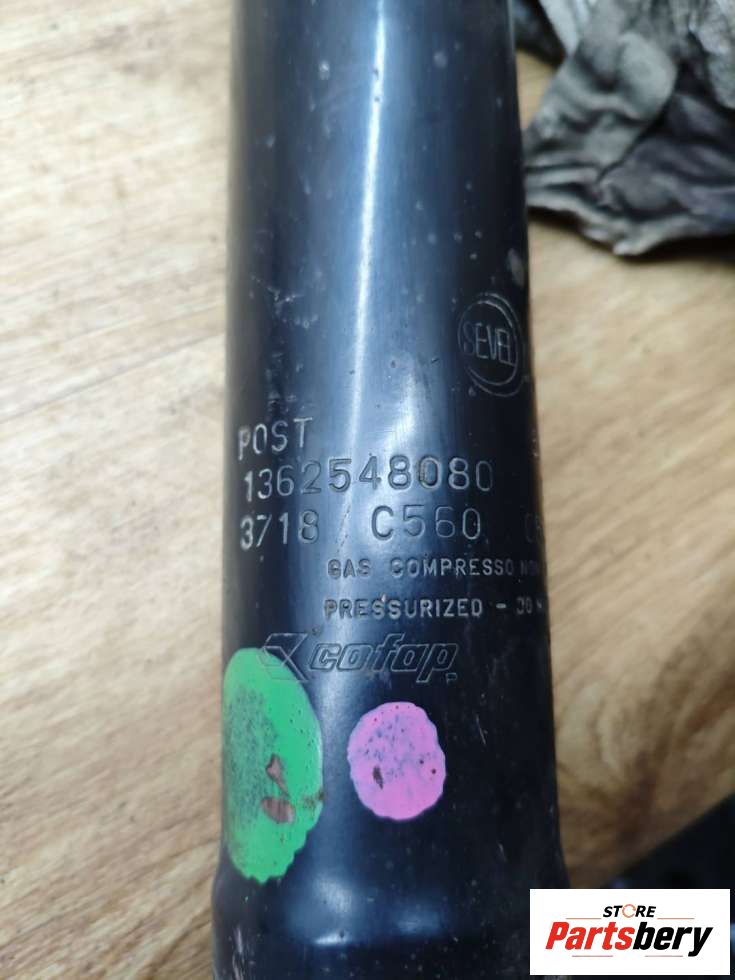 SEVEL
POST
1362548080
3718 C560
GAS COMPRESSO
PRESSURIZED -
cofap
STORE
Partsbery